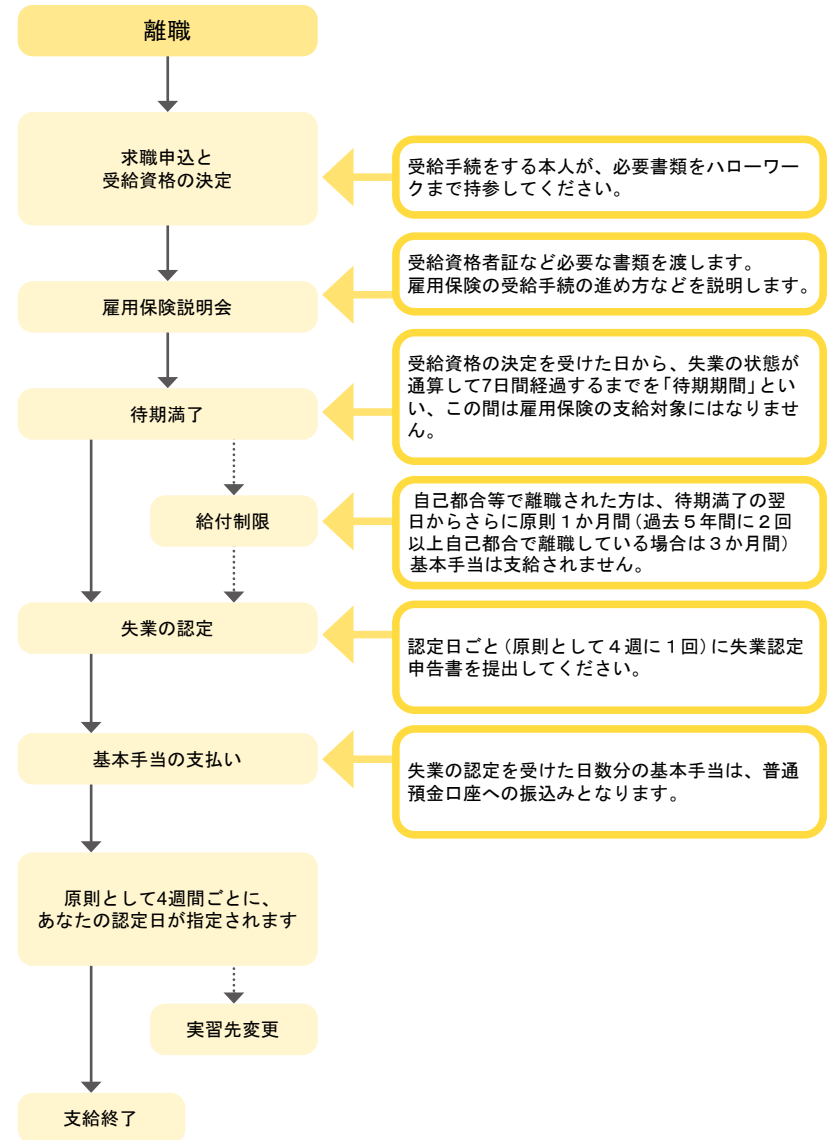 離職
求職申込と
受給資格の決定
受給手続をする本人が、必要書類をハローワー
クまで持参してください。
雇用保険説明会
受給資格者証など必要な書類を渡します。
雇用保険の受給手続の進め方などを説明します。
待期満了
受給資格の決定を受けた日から、失業の状態が
通算して7日間経過するまでを「待期期間」とい
い、この間は雇用保険の支給対象にはなりませ
ん。
給付制限
自己都合等で離職された方は、待期満了の翌
日からさらに原則１か月間（過去５年間に２回
以上自己都合で離職している場合は３か月間）
基本手当は支給されません。
失業の認定
認定日ごと（原則として４週に１回）に失業認定
申告書を提出してください。
基本手当の支払い
失業の認定を受けた日数分の基本手当は、普通
預金口座への振込みとなります。
原則として4週間ごとに、
あなたの認定日が指定されます
実習先変更
支給終了